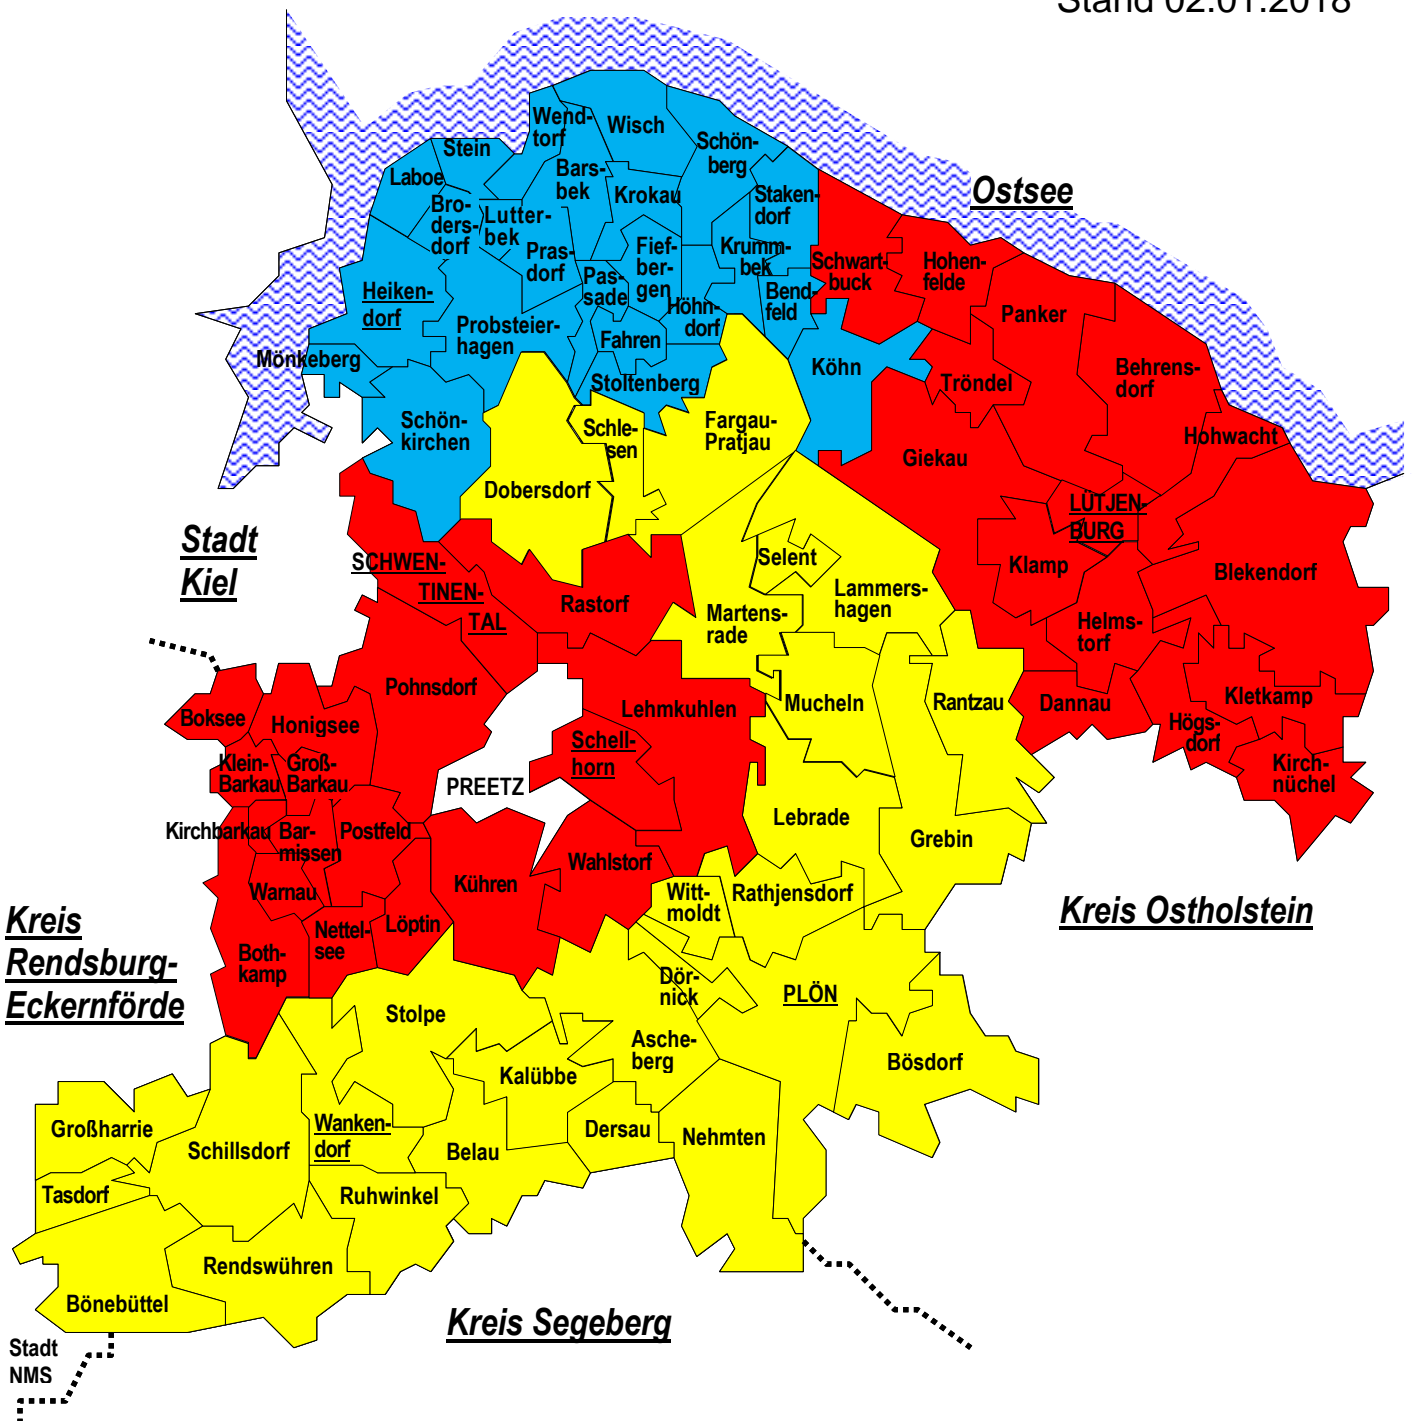 Stand 02.01.2018
Ostsee
Wend-
torf
Wisch
Schön-
berg
Stein
Laboe
Bars-
bek
Krokau
Staken-
dorf
Bro-
ders-
dorf
Lutter-
bek
Pras-
dorf
Fief-
ber-
gen
Krumm-
bek
Pas-
sade
Bend-
feld
Höhn-
dorf
Heiken-
dorf
Probsteier-
hagen
Fahren
Mönkeberg
Stoltenberg
Köhn
Schön-
kirchen
Schwart-
buck
Hohen-
felde
Panker
Tröndel
Behrens-
dorf
Hohwacht
Giekau
LÜTJEN-
BURG
Klamp
Blekendorf
Helms-
torf
Dannau
Kletkamp
Högs-
dorf
Kirch-
nüchel
Schle-
sen
Fargau-
Pratjau
Dobersdorf
Selent
Lammers-
hagen
Martens-
rade
Mucheln
Rantzau
Lebrade
Grebin
Stadt
Kiel
SCHWEN-
TINEN-
TAL
Rastorf
Pohnsdorf
Lehmkuhlen
Schell-
horn
PREETZ
Boksee
Honigsee
Klein-
Barkau
Groß-
Barkau
Kirchbarkau
Bar-
missen
Postfeld
Warnau
Kühren
Wahlstorf
Nettel-
see
Löptin
Both-
kamp
Witt-
moldt
Rathjensdorf
Kreis
Rendsburg-
Eckernförde
Kreis Ostholstein
Dör-
nick
PLÖN
Stolpe
Asche-
berg
Bösdorf
Kalübbe
Großharrie
Schillsdorf
Wanken-
dorf
Belau
Dersau
Nehmten
Tasdorf
Ruhwinkel
Rendswühren
Bönebüttel
Kreis Segeberg
Stadt
NMS